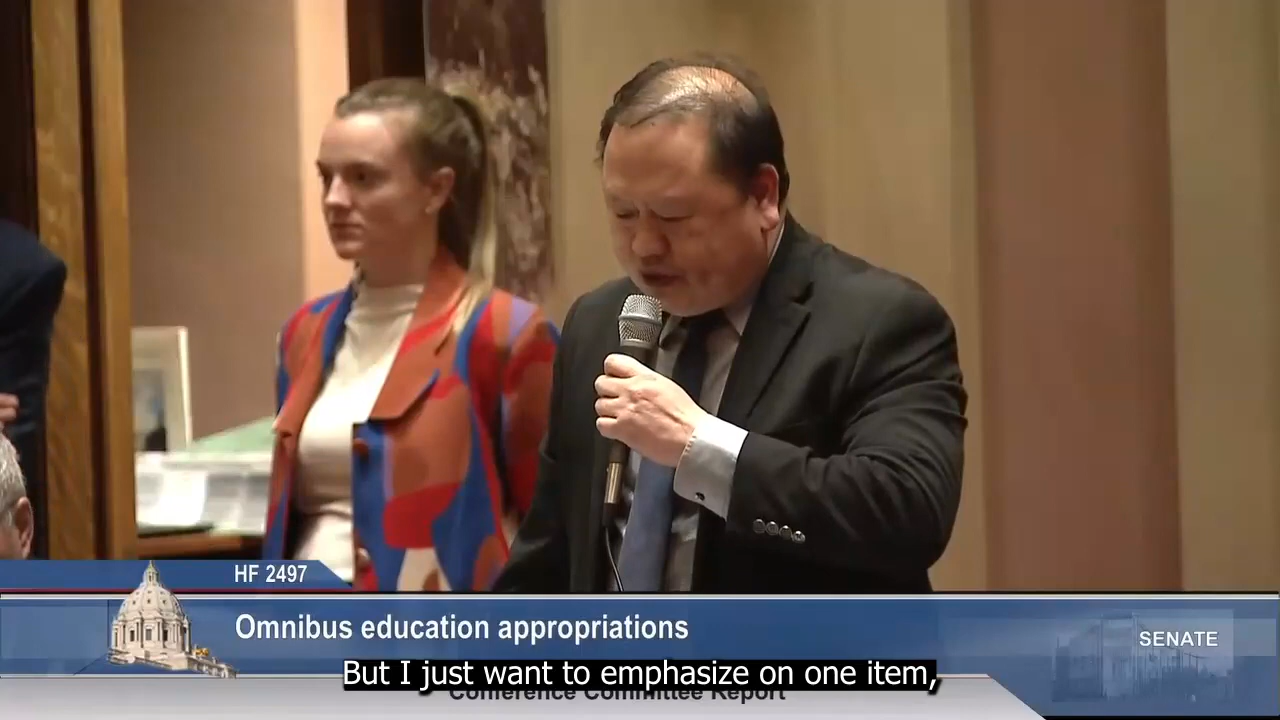 HF 2497
Omnibus education appropriations
SENATE
But I just want to emphasize on one item,
Conference Committee Report